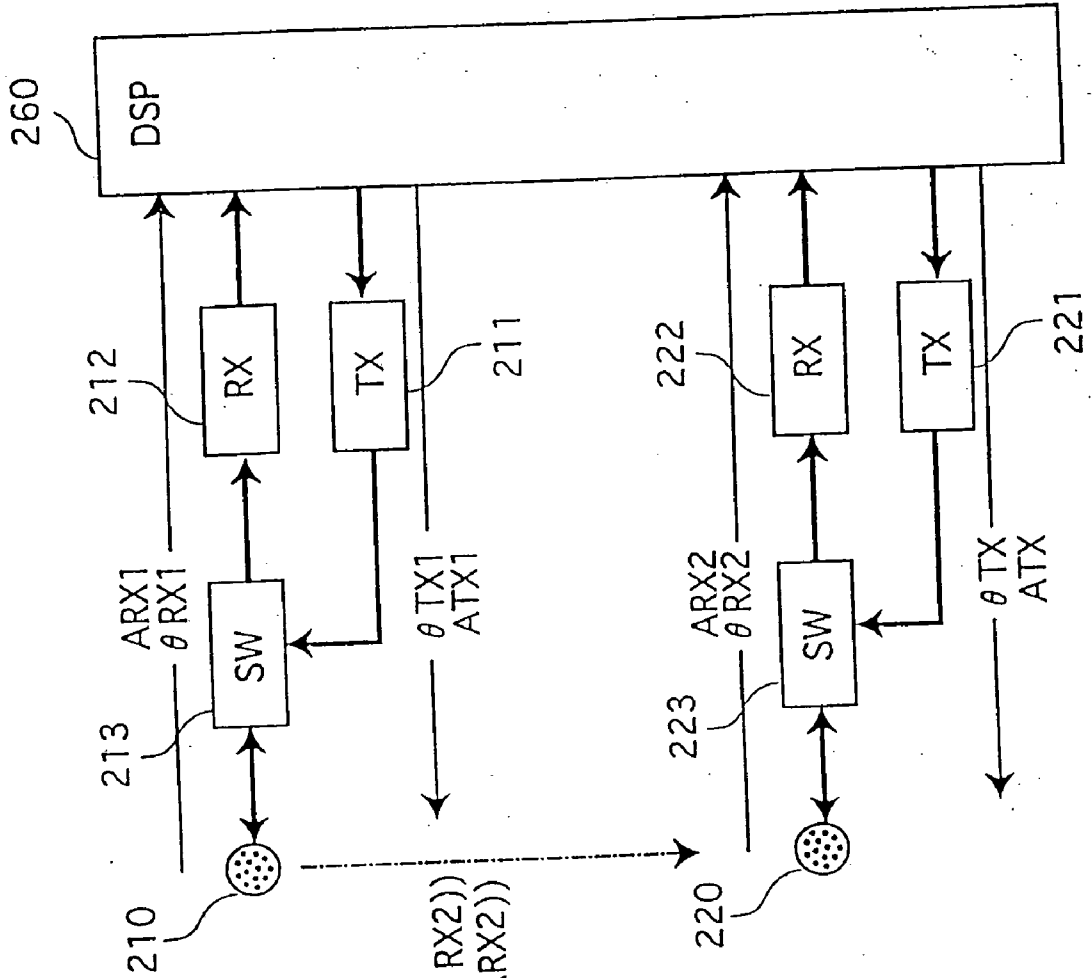 260
DSP
ARX1
θRX1
212
RX
213
SW
TX
211
θTX1
ATX1
210
RX2))
RX2))
ARX2
θRX2
222
RX
223
SW
TX
221
θTX
ATX
220